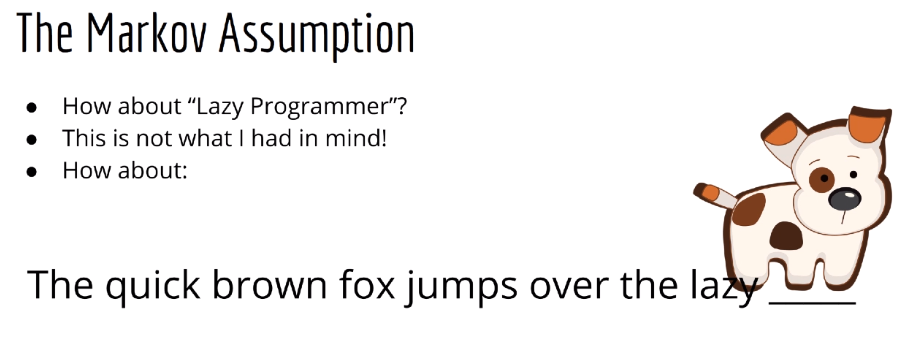 The Markov Assumption
● How about “Lazy Programmer”?
● This is not what I had in mind!
● How about:
The quick brown fox jumps over the lazy _____